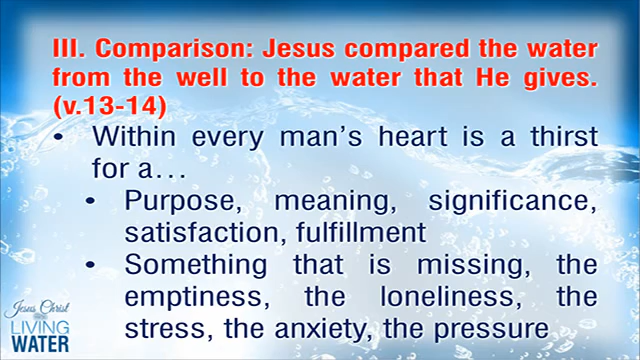 III. Comparison: Jesus compared the water
from the well to the water that He gives.
(v.13-14)
• Within every man's heart is a thirst
for a…
• Purpose, meaning, significance,
satisfaction, fulfillment
• Something that is missing, the
emptiness, the loneliness, the
stress, the anxiety, the pressure
Jesus Christ
LIVING
WATER